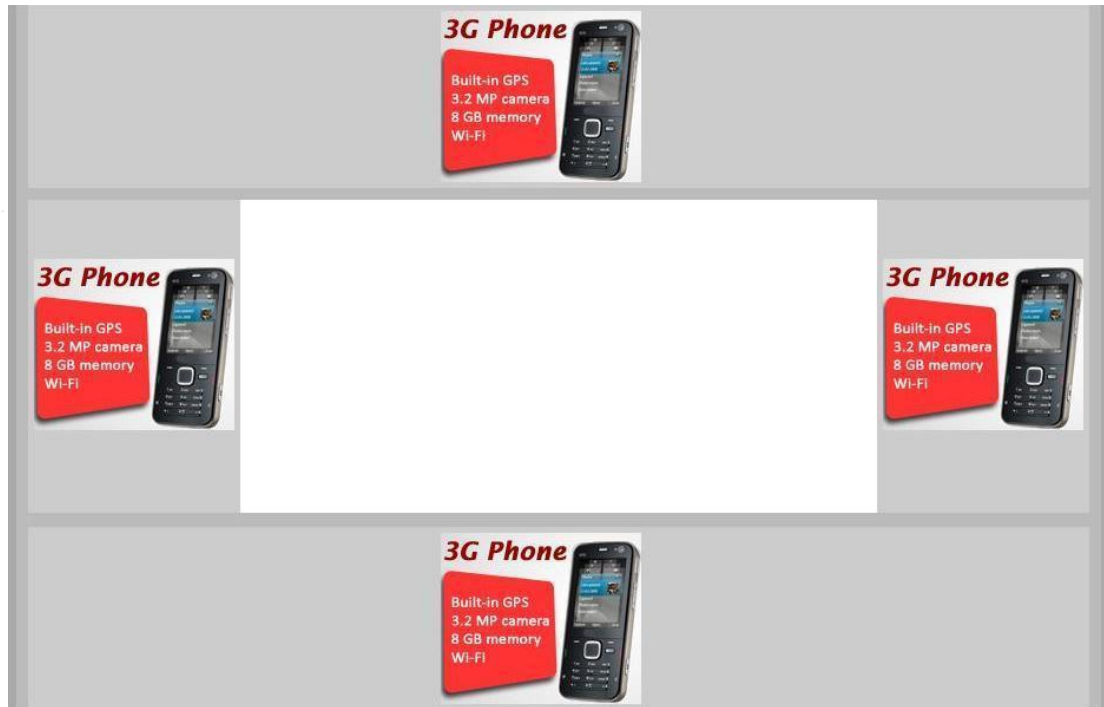 3G Phone
Built-in GPS
3.2 MP camera
8 GB memory
Wi-Fi
3G Phone
Built-in GPS
3.2 MP camera
8 GB memory
Wi-Fi
3G Phone
Built-in GPS
3.2 MP camera
8 GB memory
Wi-Fi
3G Phone
Built-in GPS
3.2 MP camera
8 GB memory
Wi-Fi